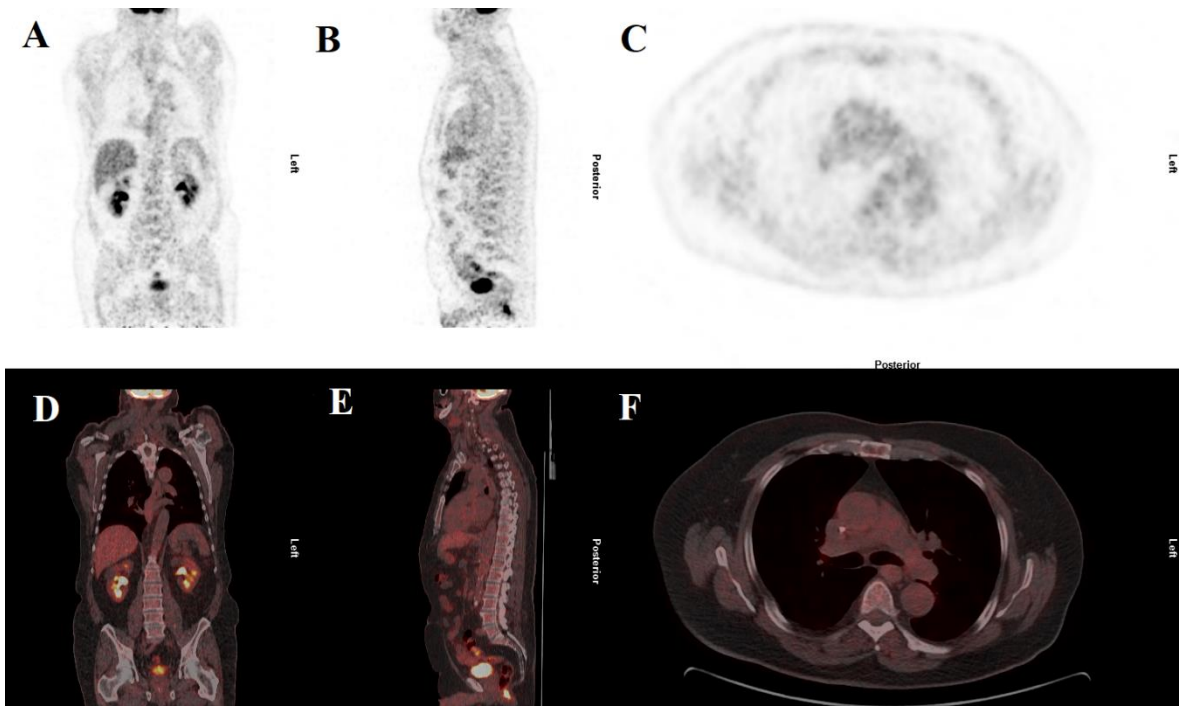 A
B
C
Left
Posterior
Left
Posterior
D
E
F
Left
Posterior
Left